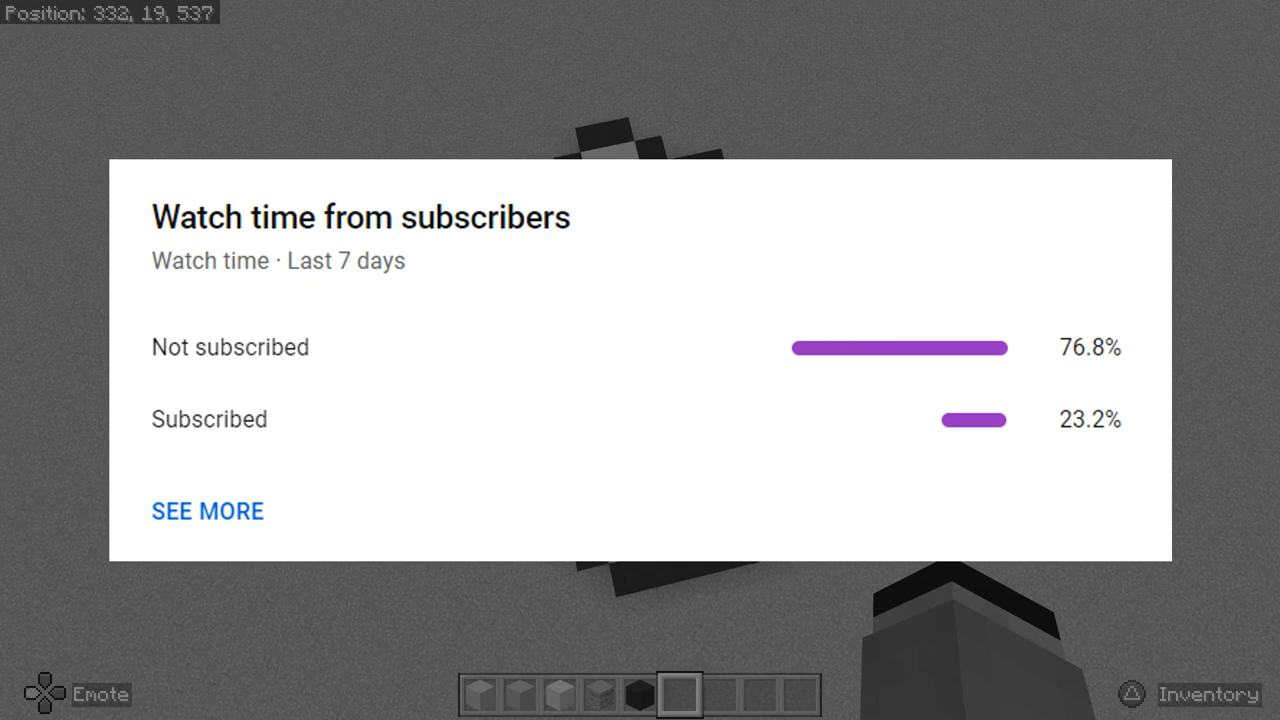 Position: 333, 19, 537
Watch time from subscribers
Watch time · Last 7 days
Not subscribed 76.8%
Subscribed 23.2%
SEE MORE
Emote
Inventory